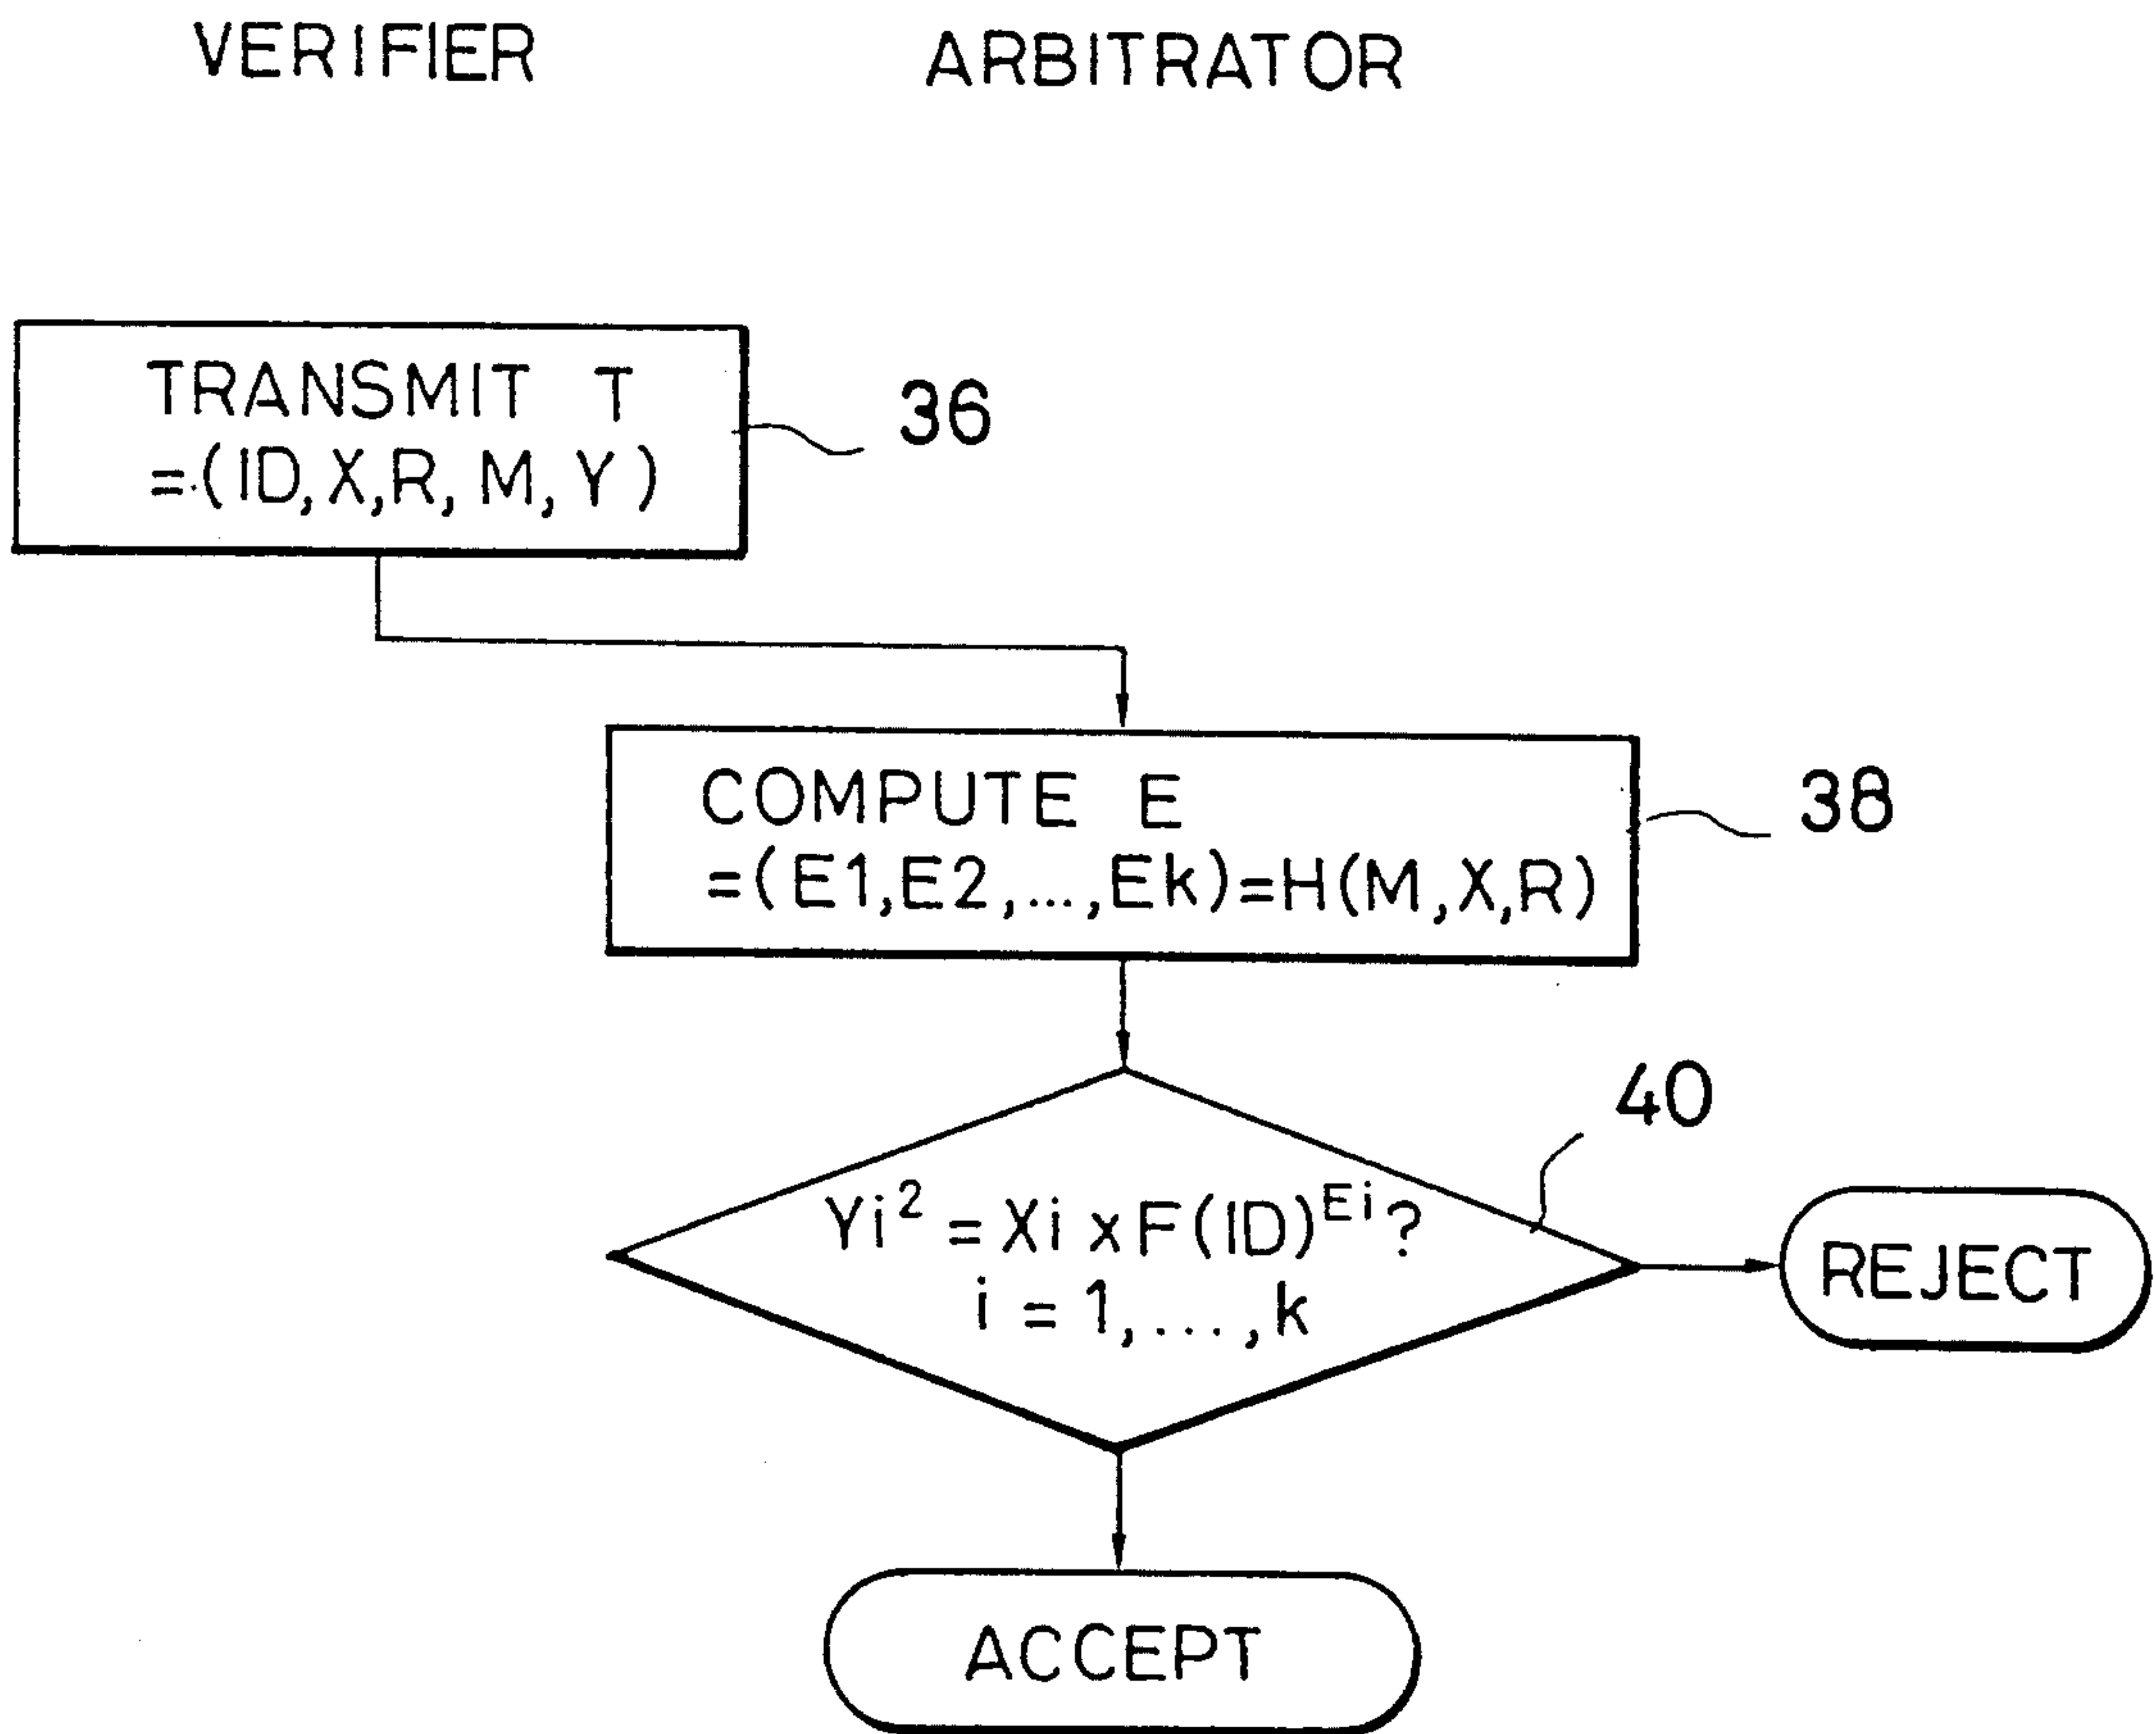 VERIFIER
ARBITRATOR
TRANSMIT T
=(ID,X,R,M,Y)
36
COMPUTE E
=(E1,E2,...,Ek)=H(M,X,R)
38
40
Yi² = Xi x F(ID)^Ei ?
i = 1,...,k
REJECT
ACCEPT